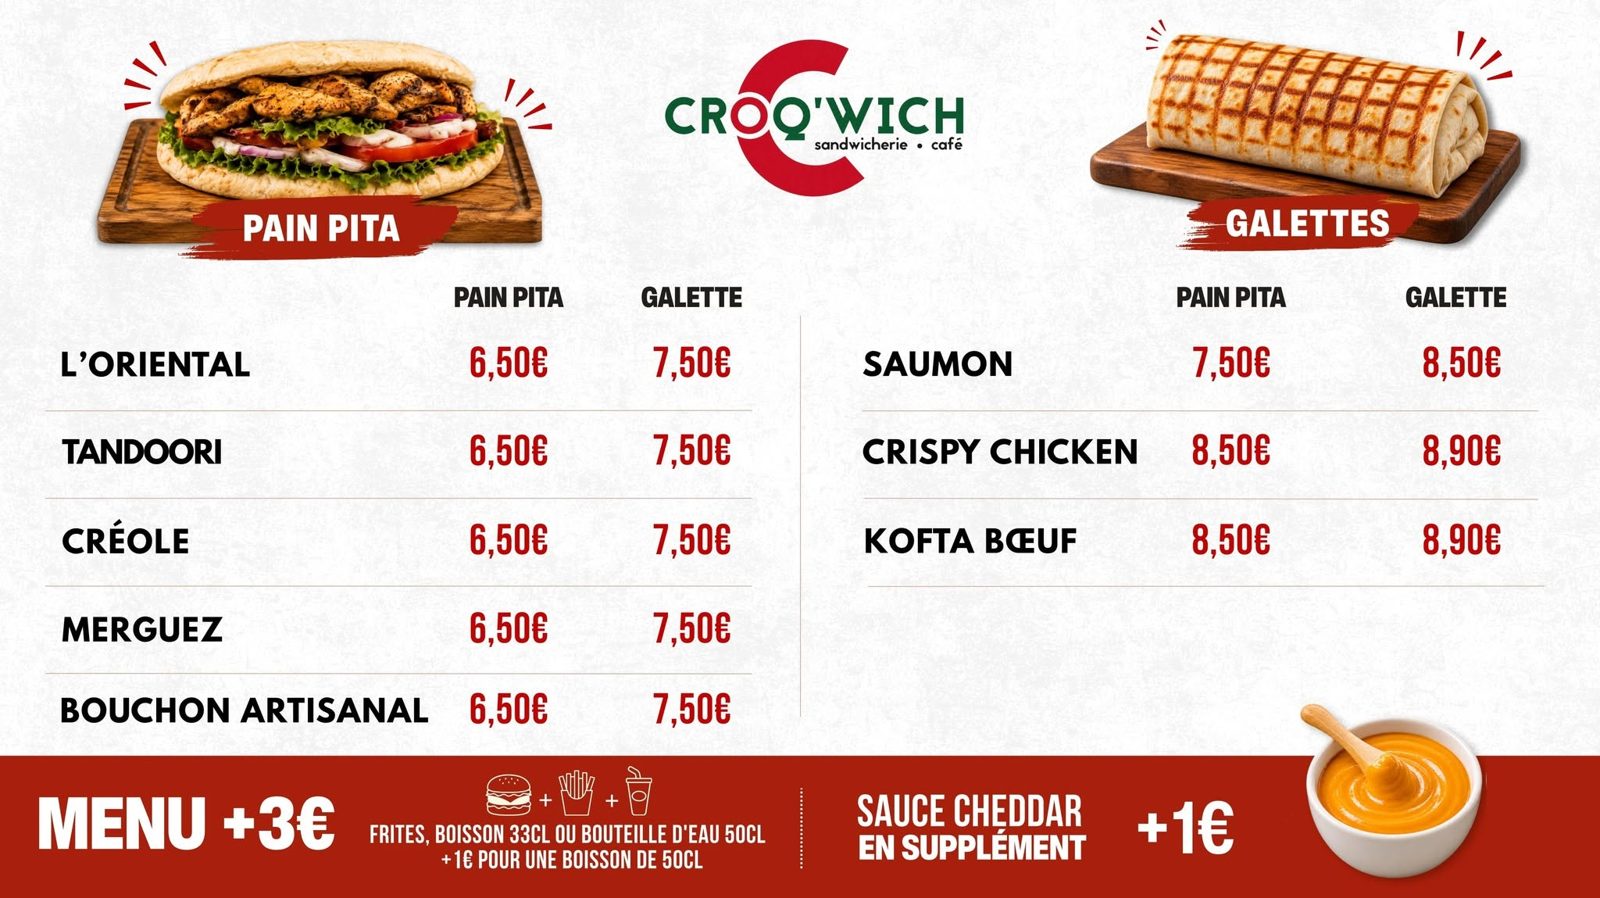 CROQ'WICH
sandwicherie • café
PAIN PITA
GALETTES
PAIN PITA GALETTE
L'ORIENTAL 6,50€ 7,50€
TANDOORI 6,50€ 7,50€
CRÉOLE 6,50€ 7,50€
MERGUEZ 6,50€ 7,50€
BOUCHON ARTISANAL 6,50€ 7,50€
PAIN PITA GALETTE
SAUMON 7,50€ 8,50€
CRISPY CHICKEN 8,50€ 8,90€
KOFTA BŒUF 8,50€ 8,90€
MENU +3€
+ +
FRITES, BOISSON 33CL OU BOUTEILLE D'EAU 50CL
+1€ POUR UNE BOISSON DE 50CL
SAUCE CHEDDAR
EN SUPPLÉMENT
+1€